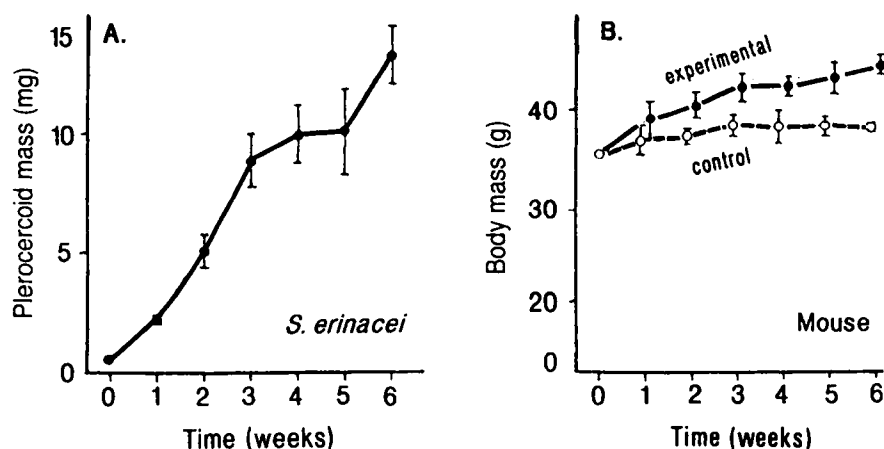 A.
Plerocercoid mass (mg)
15
10
5
0
S. erinacei
0 1 2 3 4 5 6
Time (weeks)
B.
Body mass (g)
40
30
20
0
experimental
control
Mouse
0 1 2 3 4 5 6
Time (weeks)